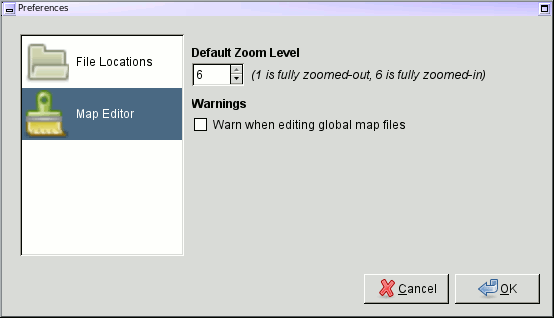 Preferences
File Locations
Map Editor
Default Zoom Level
6 (1 is fully zoomed-out, 6 is fully zoomed-in)
Warnings
Warn when editing global map files
Cancel
OK